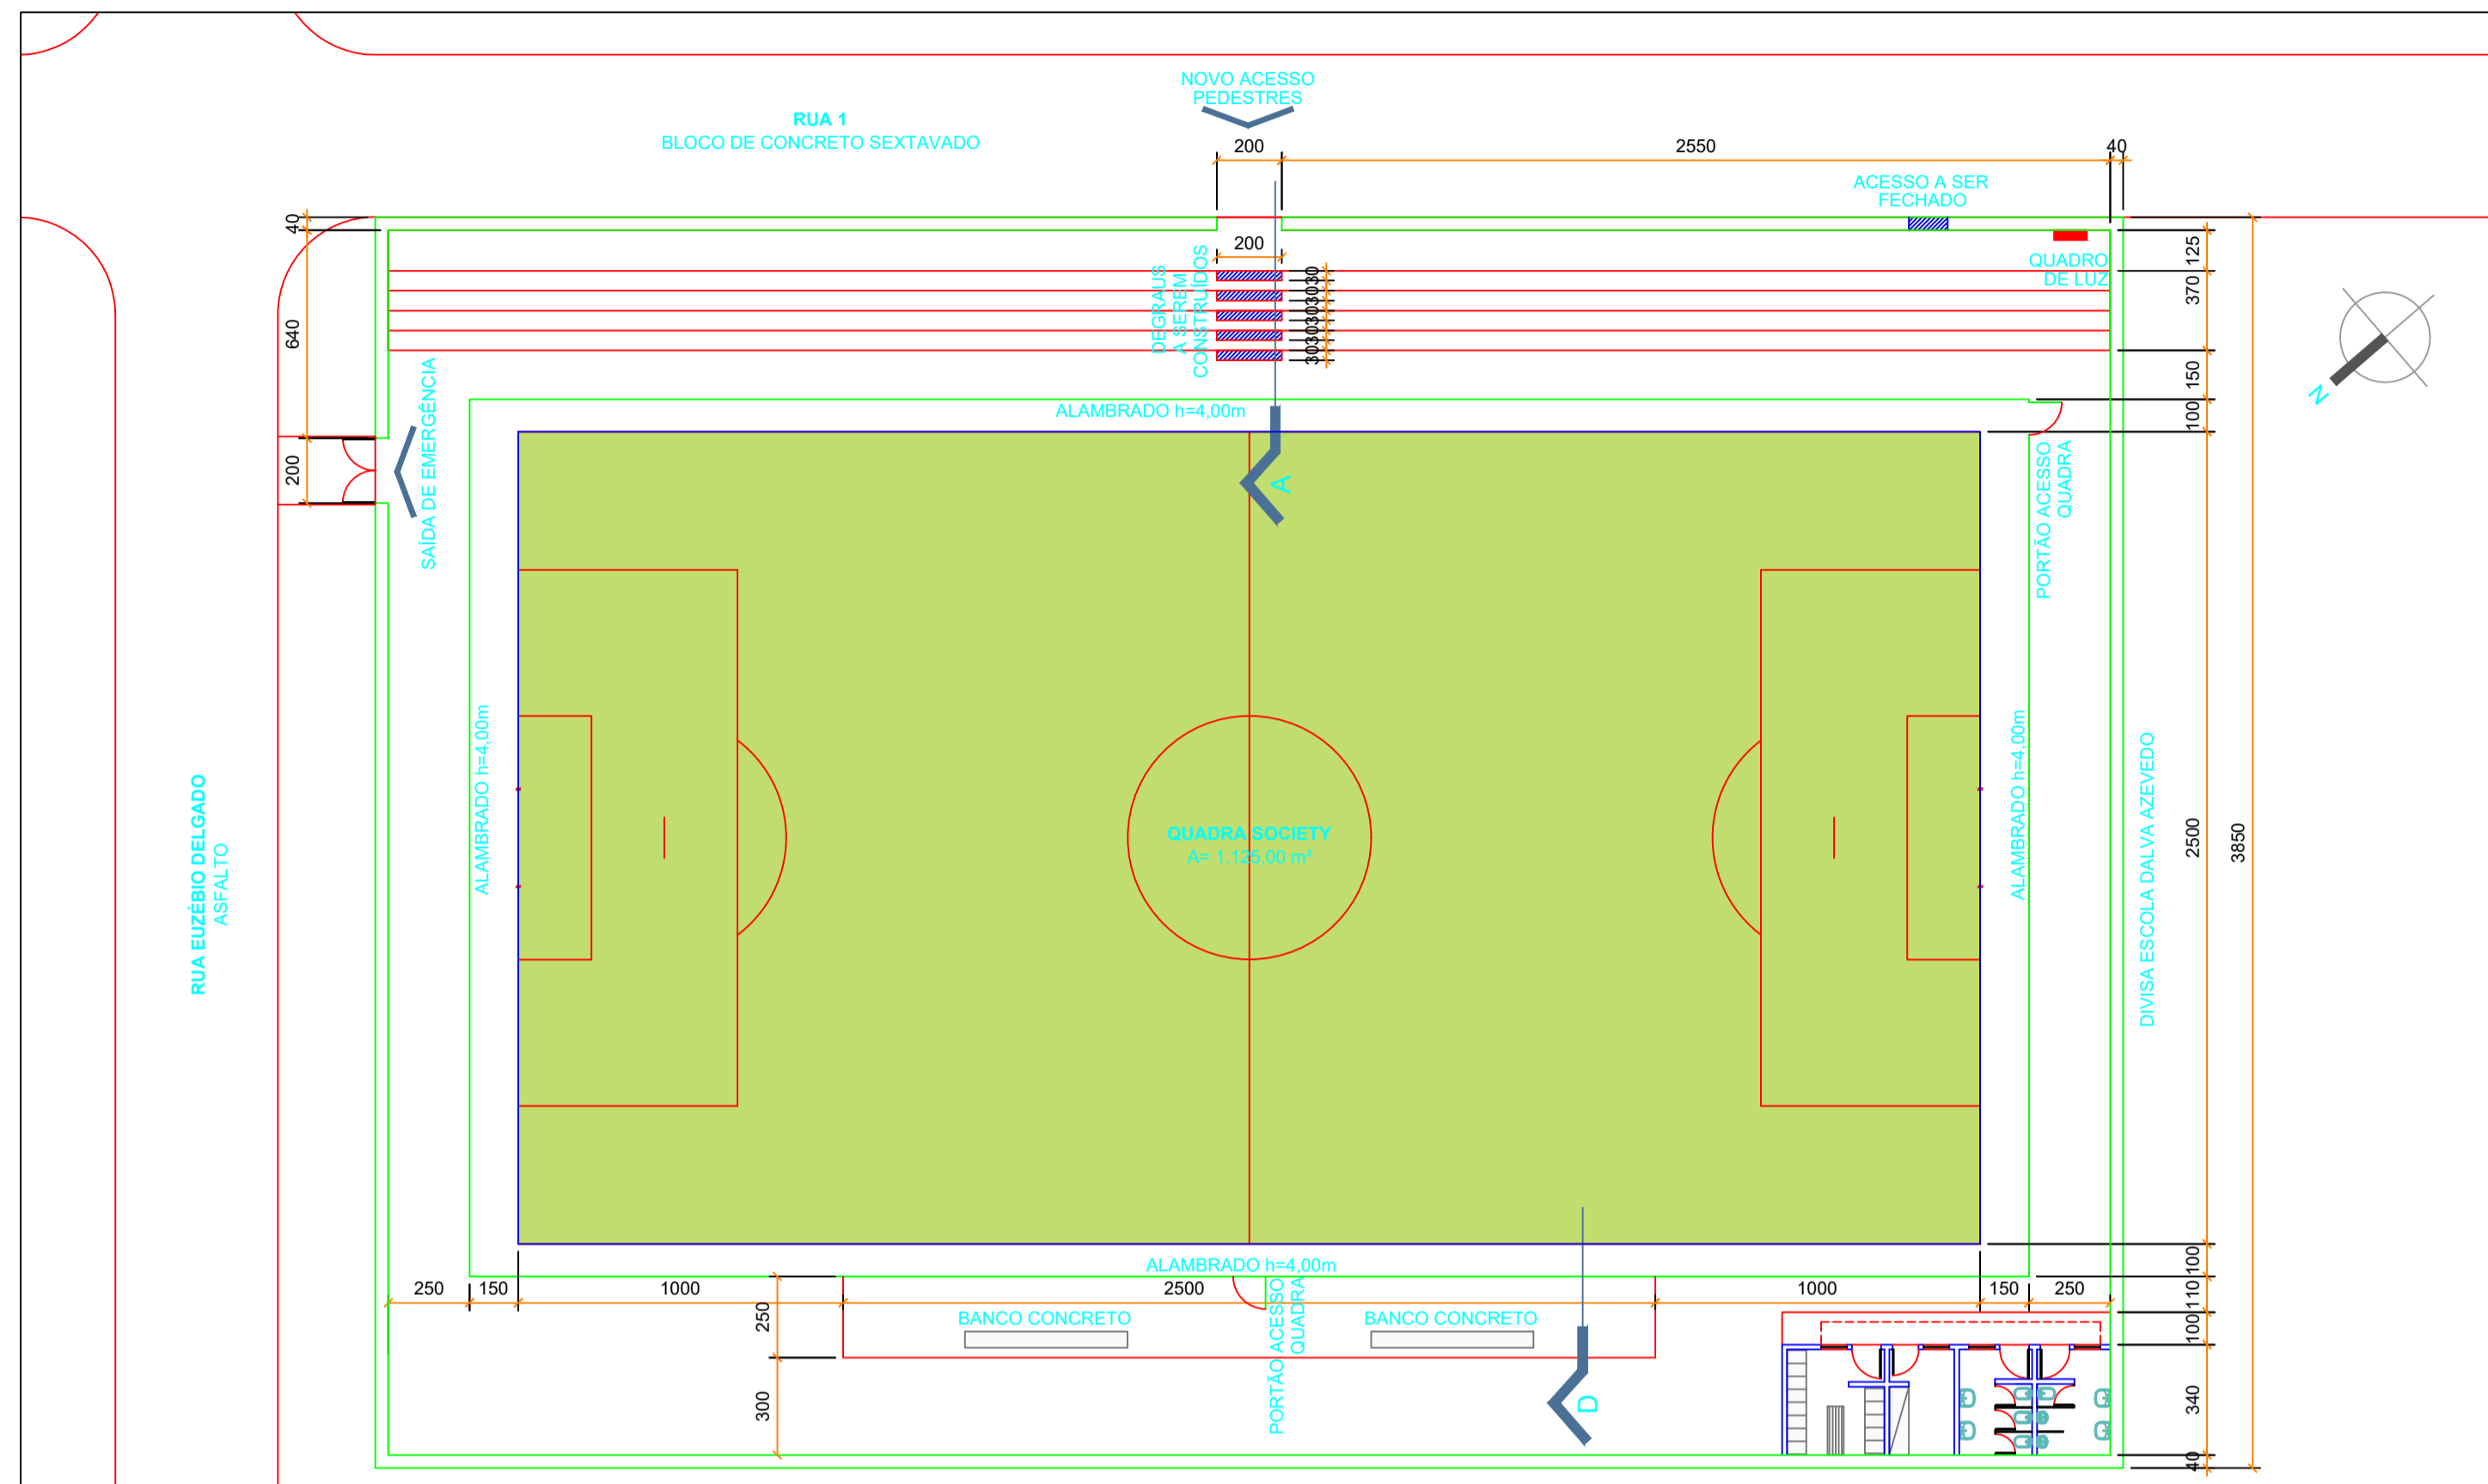 NOVO ACESSO
PEDESTRES
RUA 1
BLOCO DE CONCRETO SEXTAVADO
200
2550
40
ACESSO A SER
FECHADO
40
640
200
200
DEGRAUS
A SEREM
CONSTRUÍDOS
30
30
30
30
30
30
30
30
30
QUADRO
DE LUZ
125
370
150
100
N
SAÍDA DE EMERGÊNCIA
ALAMBRADO h=4,00m
A
PORTÃO ACESSO
QUADRA
RUA EUZÉBIO DELGADO
ASFALTO
ALAMBRADO h=4,00m
QUADRA SOCIETY
A= 1.125,00 m²
ALAMBRADO h=4,00m
DIVISA ESCOLA DALVA AZEVEDO
2500
3850
ALAMBRADO h=4,00m
250
150
1000
2500
1000
150
250
100
110
100
340
40
250
300
BANCO CONCRETO
PORTÃO ACESSO
QUADRA
BANCO CONCRETO
D